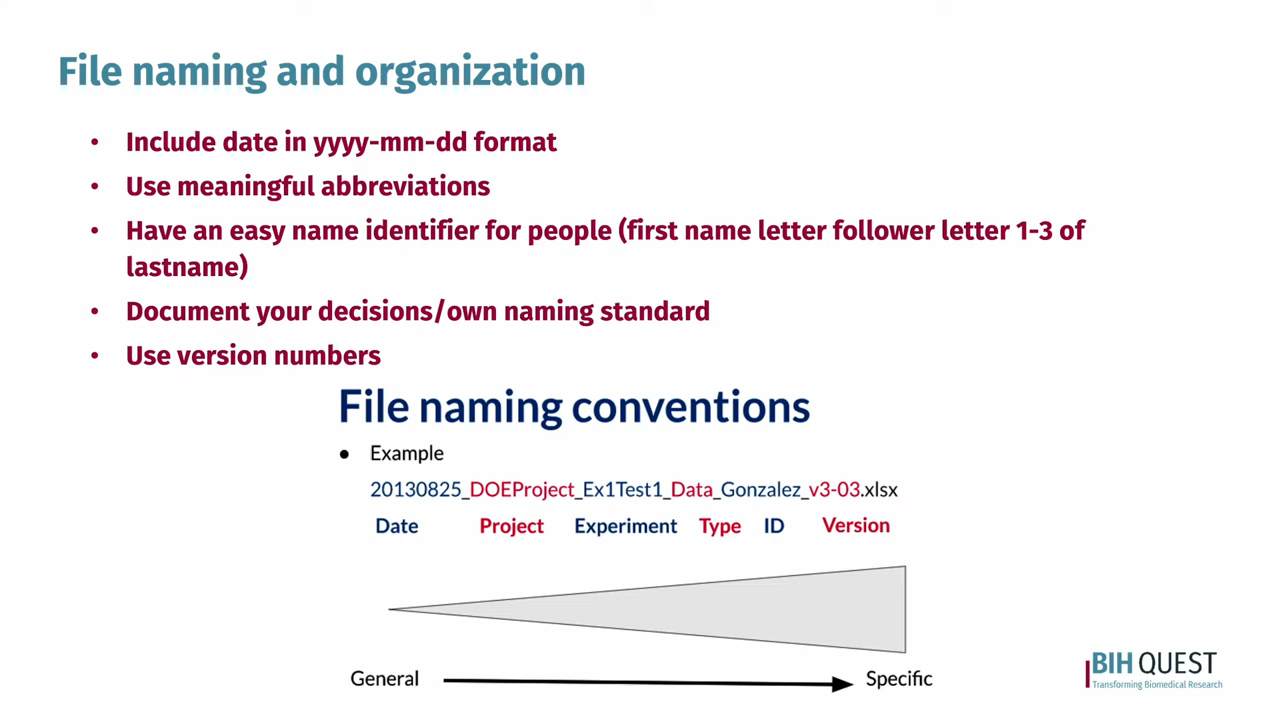 File naming and organization
• Include date in yyyy-mm-dd format
• Use meaningful abbreviations
• Have an easy name identifier for people (first name letter follower letter 1-3 of
lastname)
• Document your decisions/own naming standard
• Use version numbers
File naming conventions
● Example
20130825_DOEProject_Ex1Test1_Data_Gonzalez_v3-03.xlsx
Date Project Experiment Type ID Version
General Specific
BIH QUEST
Transforming Biomedical Research